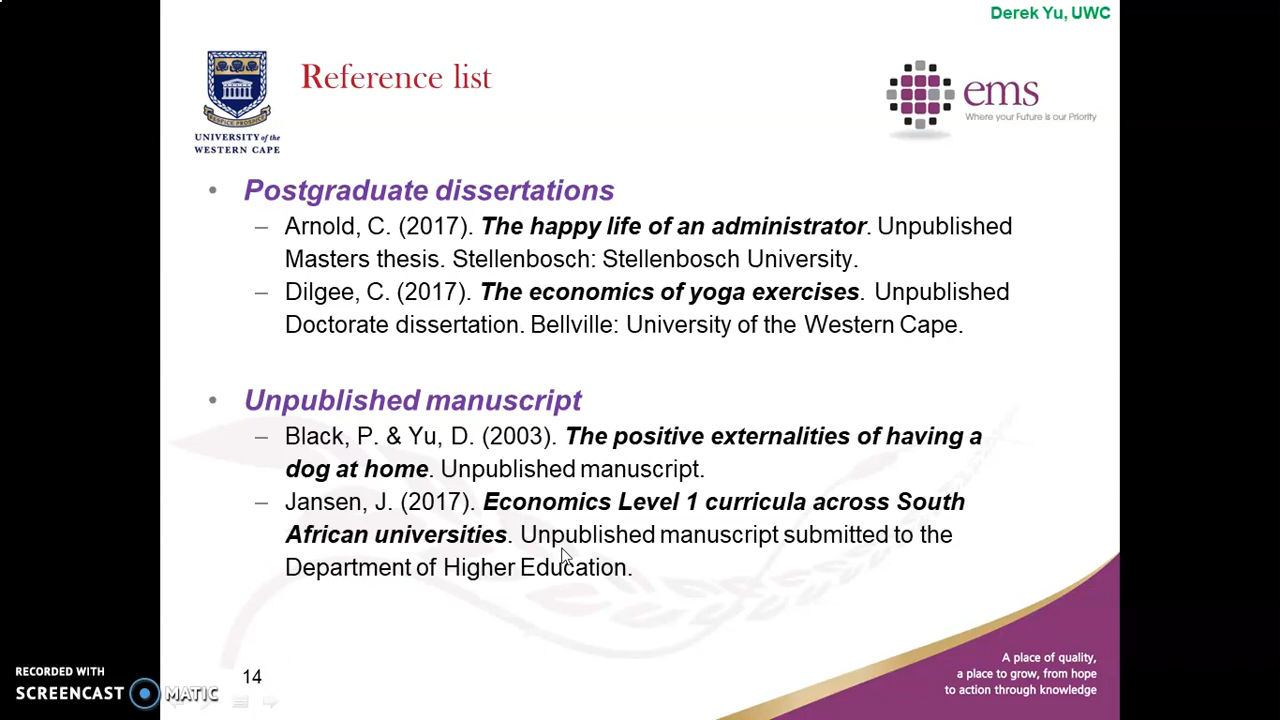 Derek Yu, UWC
Reference list
UNIVERSITY of the
WESTERN CAPE
ems
Where your Future is our Priority
• Postgraduate dissertations
– Arnold, C. (2017). The happy life of an administrator. Unpublished
Masters thesis. Stellenbosch: Stellenbosch University.
– Dilgee, C. (2017). The economics of yoga exercises. Unpublished
Doctorate dissertation. Bellville: University of the Western Cape.
• Unpublished manuscript
– Black, P. & Yu, D. (2003). The positive externalities of having a
dog at home. Unpublished manuscript.
– Jansen, J. (2017). Economics Level 1 curricula across South
African universities. Unpublished manuscript submitted to the
Department of Higher Education.
A place of quality,
a place to grow, from hope
to action through knowledge
14
RECORDED WITH
SCREENCAST MATIC